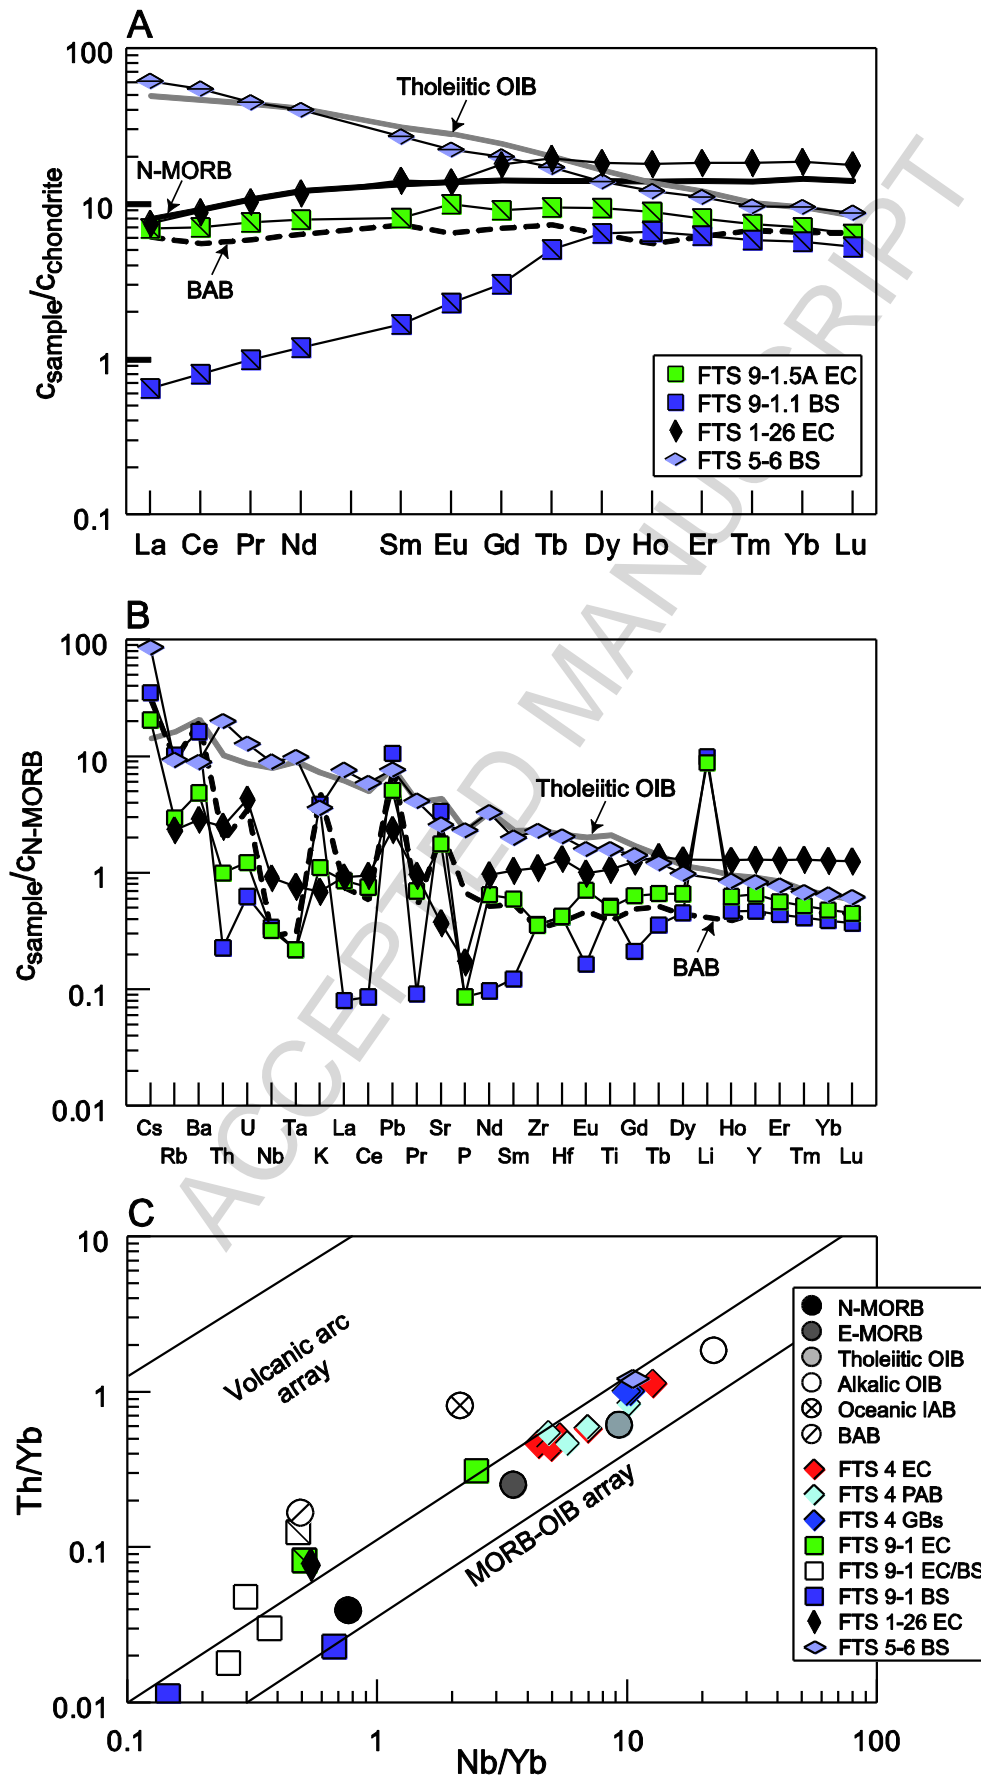 A
100
10
1
0.1
Csample/Cchondrite
Tholeiitic OIB
N-MORB
BAB
FTS 9-1.5A EC
FTS 9-1.1 BS
FTS 1-26 EC
FTS 5-6 BS
La Ce Pr Nd Sm Eu Gd Tb Dy Ho Er Tm Yb Lu
B
100
10
1
0.1
0.01
Csample/CN-MORB
Tholeiitic OIB
BAB
Cs Ba U Ta La Pb Sr Nd Zr Eu Gd Dy Ho Er Yb
Rb Th Nb K Ce Pr P Sm Hf Ti Tb Li Y Tm Lu
C
10
1
0.1
0.01
Th/Yb
Volcanic arc
array
MORB-OIB array
N-MORB
E-MORB
Tholeiitic OIB
Alkalic OIB
Oceanic IAB
BAB
FTS 4 EC
FTS 4 PAB
FTS 4 GBs
FTS 9-1 EC
FTS 9-1 EC/BS
FTS 9-1 BS
FTS 1-26 EC
FTS 5-6 BS
0.1 1 10 100
Nb/Yb
ACCEPTED MANUSCRIPT